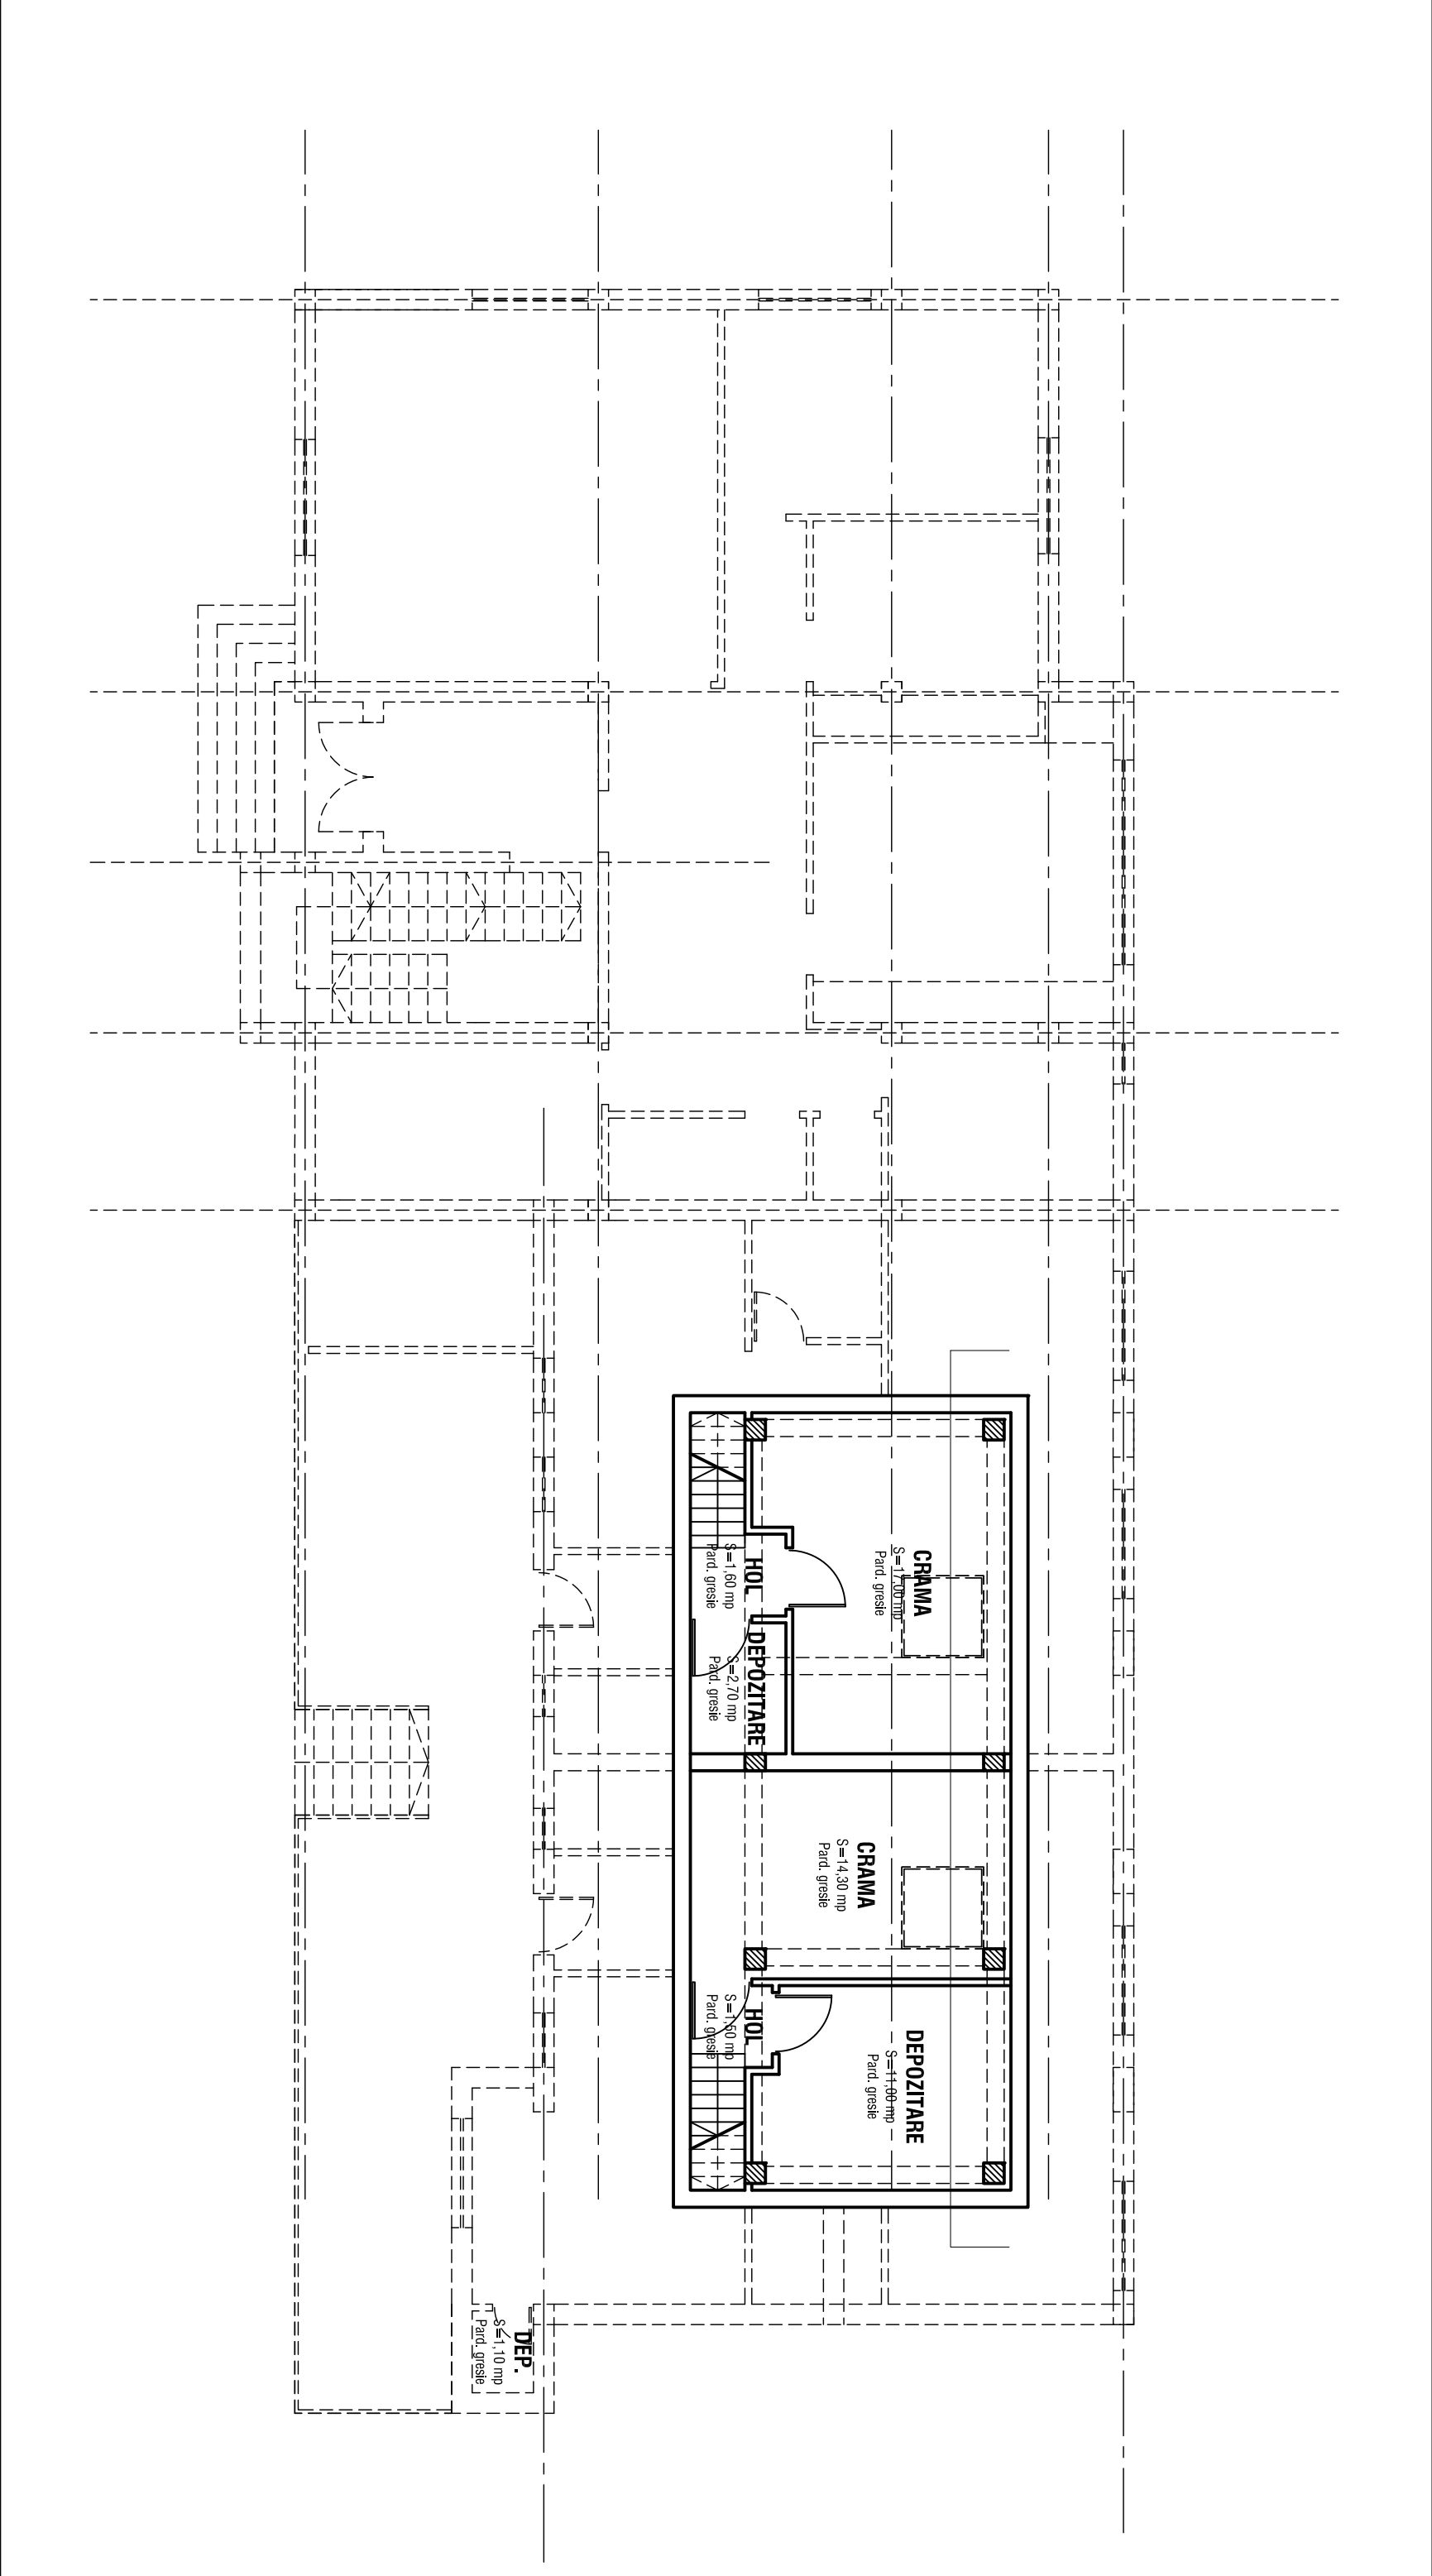 CRAMA
S=17,00 mp
Pard. gresie
HOL
S=1,60 mp
Pard. gresie
DEPOZITARE
S=2,70 mp
Pard. gresie
CRAMA
S=14,30 mp
Pard. gresie
HOL
S=1,60 mp
Pard. gresie
DEPOZITARE
S=11,00 mp
Pard. gresie
DEP.
S=1,10 mp
Pard. gresie